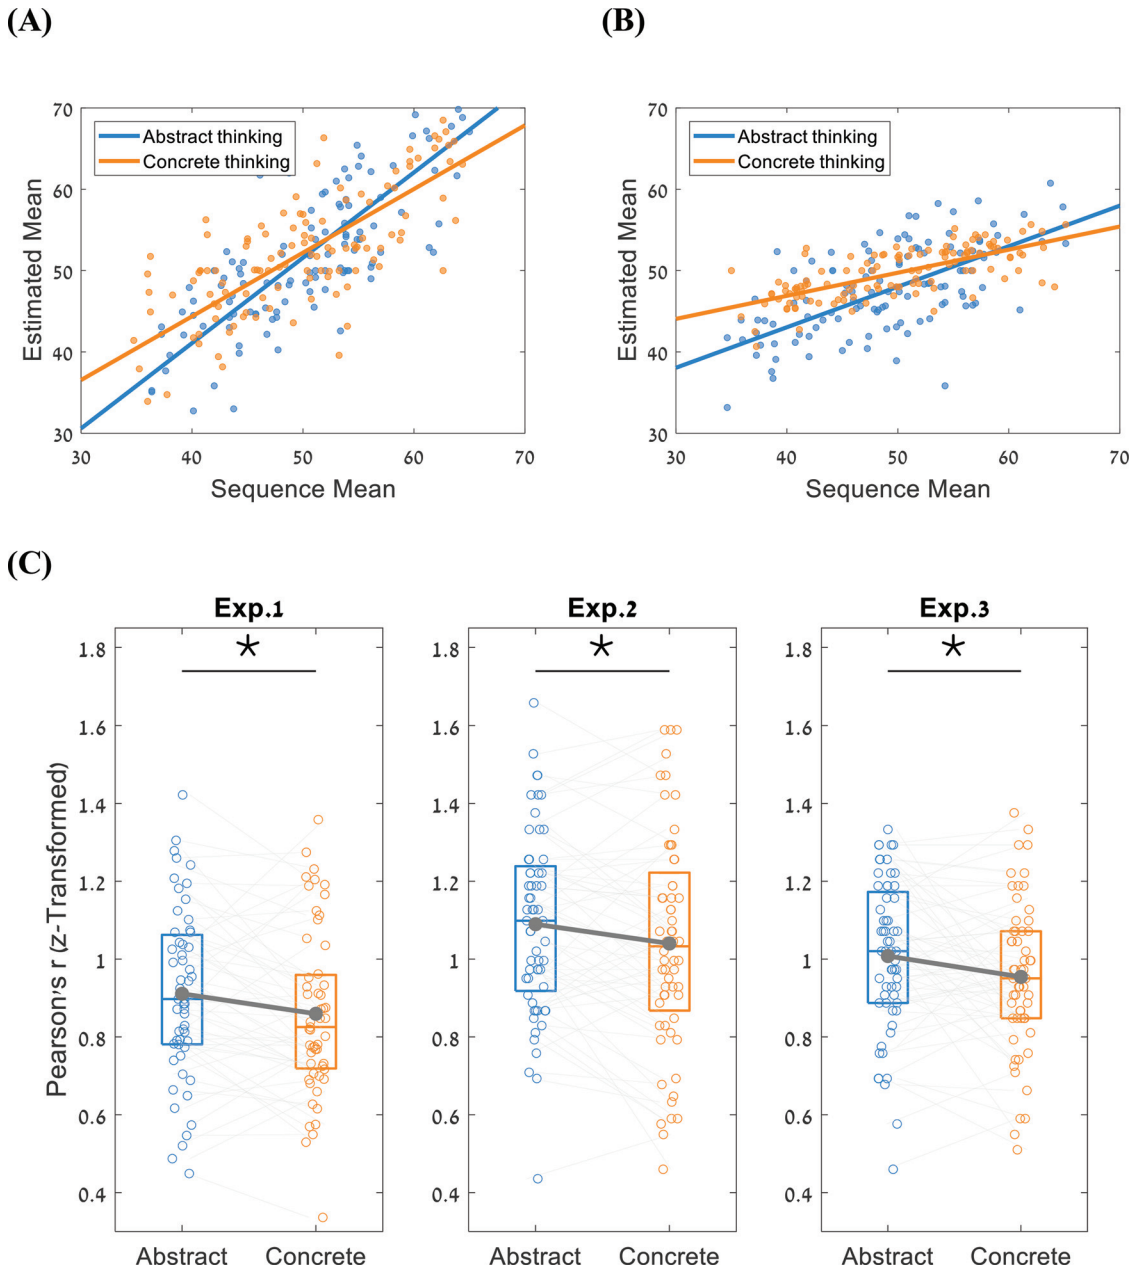 (A)
(B)
Abstract thinking
Concrete thinking
Estimated Mean
70
60
50
40
30
30 40 50 60 70
Sequence Mean
Abstract thinking
Concrete thinking
Estimated Mean
70
60
50
40
30
30 40 50 60 70
Sequence Mean
(C)
Exp.1
Exp.2
Exp.3
Pearson's r (Z-Transformed)
1.8
1.6
1.4
1.2
1
0.8
0.6
0.4
Abstract Concrete
1.8
1.6
1.4
1.2
1
0.8
0.6
0.4
Abstract Concrete
1.8
1.6
1.4
1.2
1
0.8
0.6
0.4
Abstract Concrete